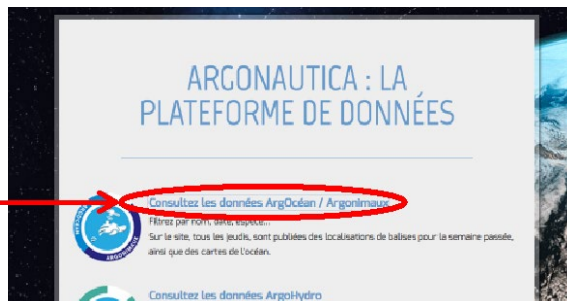 ARGONAUTICA : LA
PLATEFORME DE DONNÉES
Consultez les données ArgOcéan / Argonimaux
Filtrez par nom, date, espèce...
Sur le site, tous les jeudis, sont publiées des localisations de balises pour la semaine passée,
ainsi que des cartes de l'océan.
Consultez les données ArgoHydro